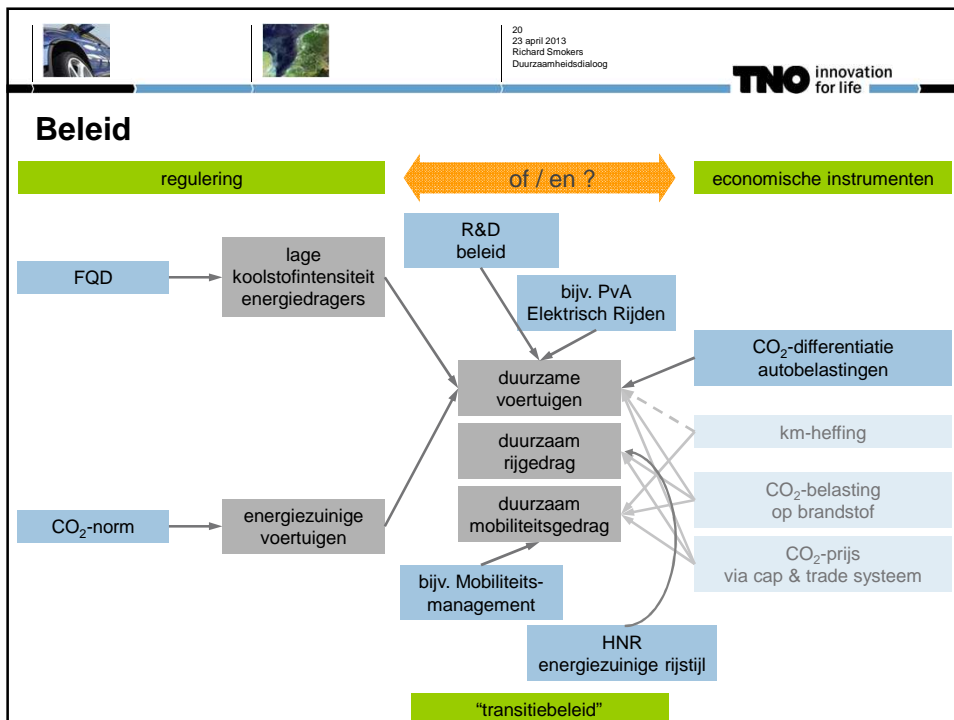 20
23 april 2013
Richard Smokers
Duurzaamheidsdialoog
TNO innovation
for life
Beleid
regulering
of / en ?
economische instrumenten
R&D
beleid
lage
koolstofintensiteit
energiedragers
FQD
bijv. PvA
Elektrisch Rijden
CO₂-differentiatie
autobelastingen
duurzame
voertuigen
km-heffing
duurzaam
rijgedrag
CO₂-belasting
op brandstof
duurzaam
mobiliteitsgedrag
CO₂-norm
energiezuinige
voertuigen
CO₂-prijs
via cap & trade systeem
bijv. Mobiliteits-
management
HNR
energiezuinige rijstijl
“transitiebeleid”